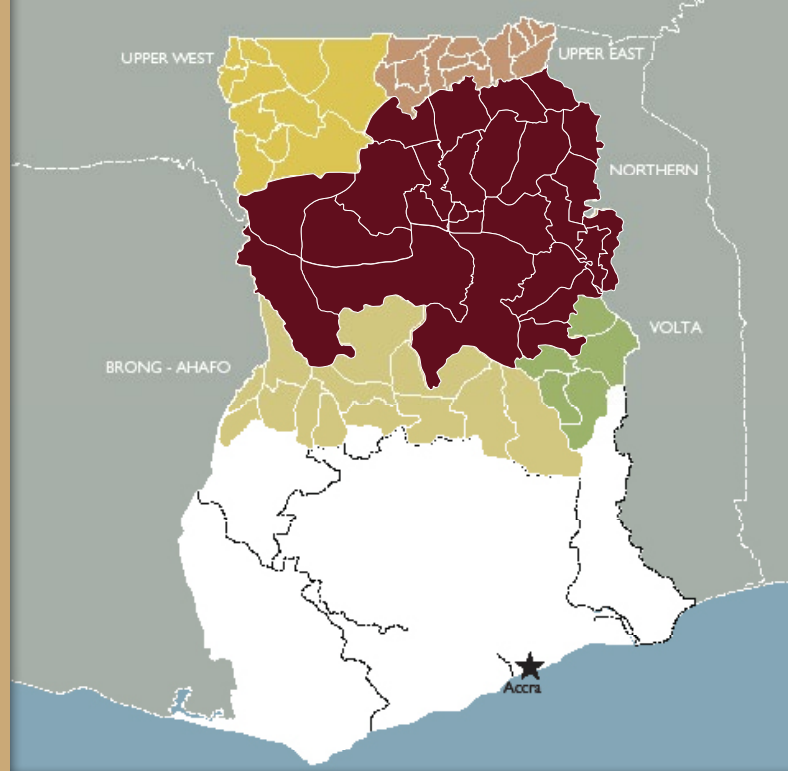 UPPER WEST
UPPER EAST
NORTHERN
VOLTA
BRONG - AHAFO
Accra